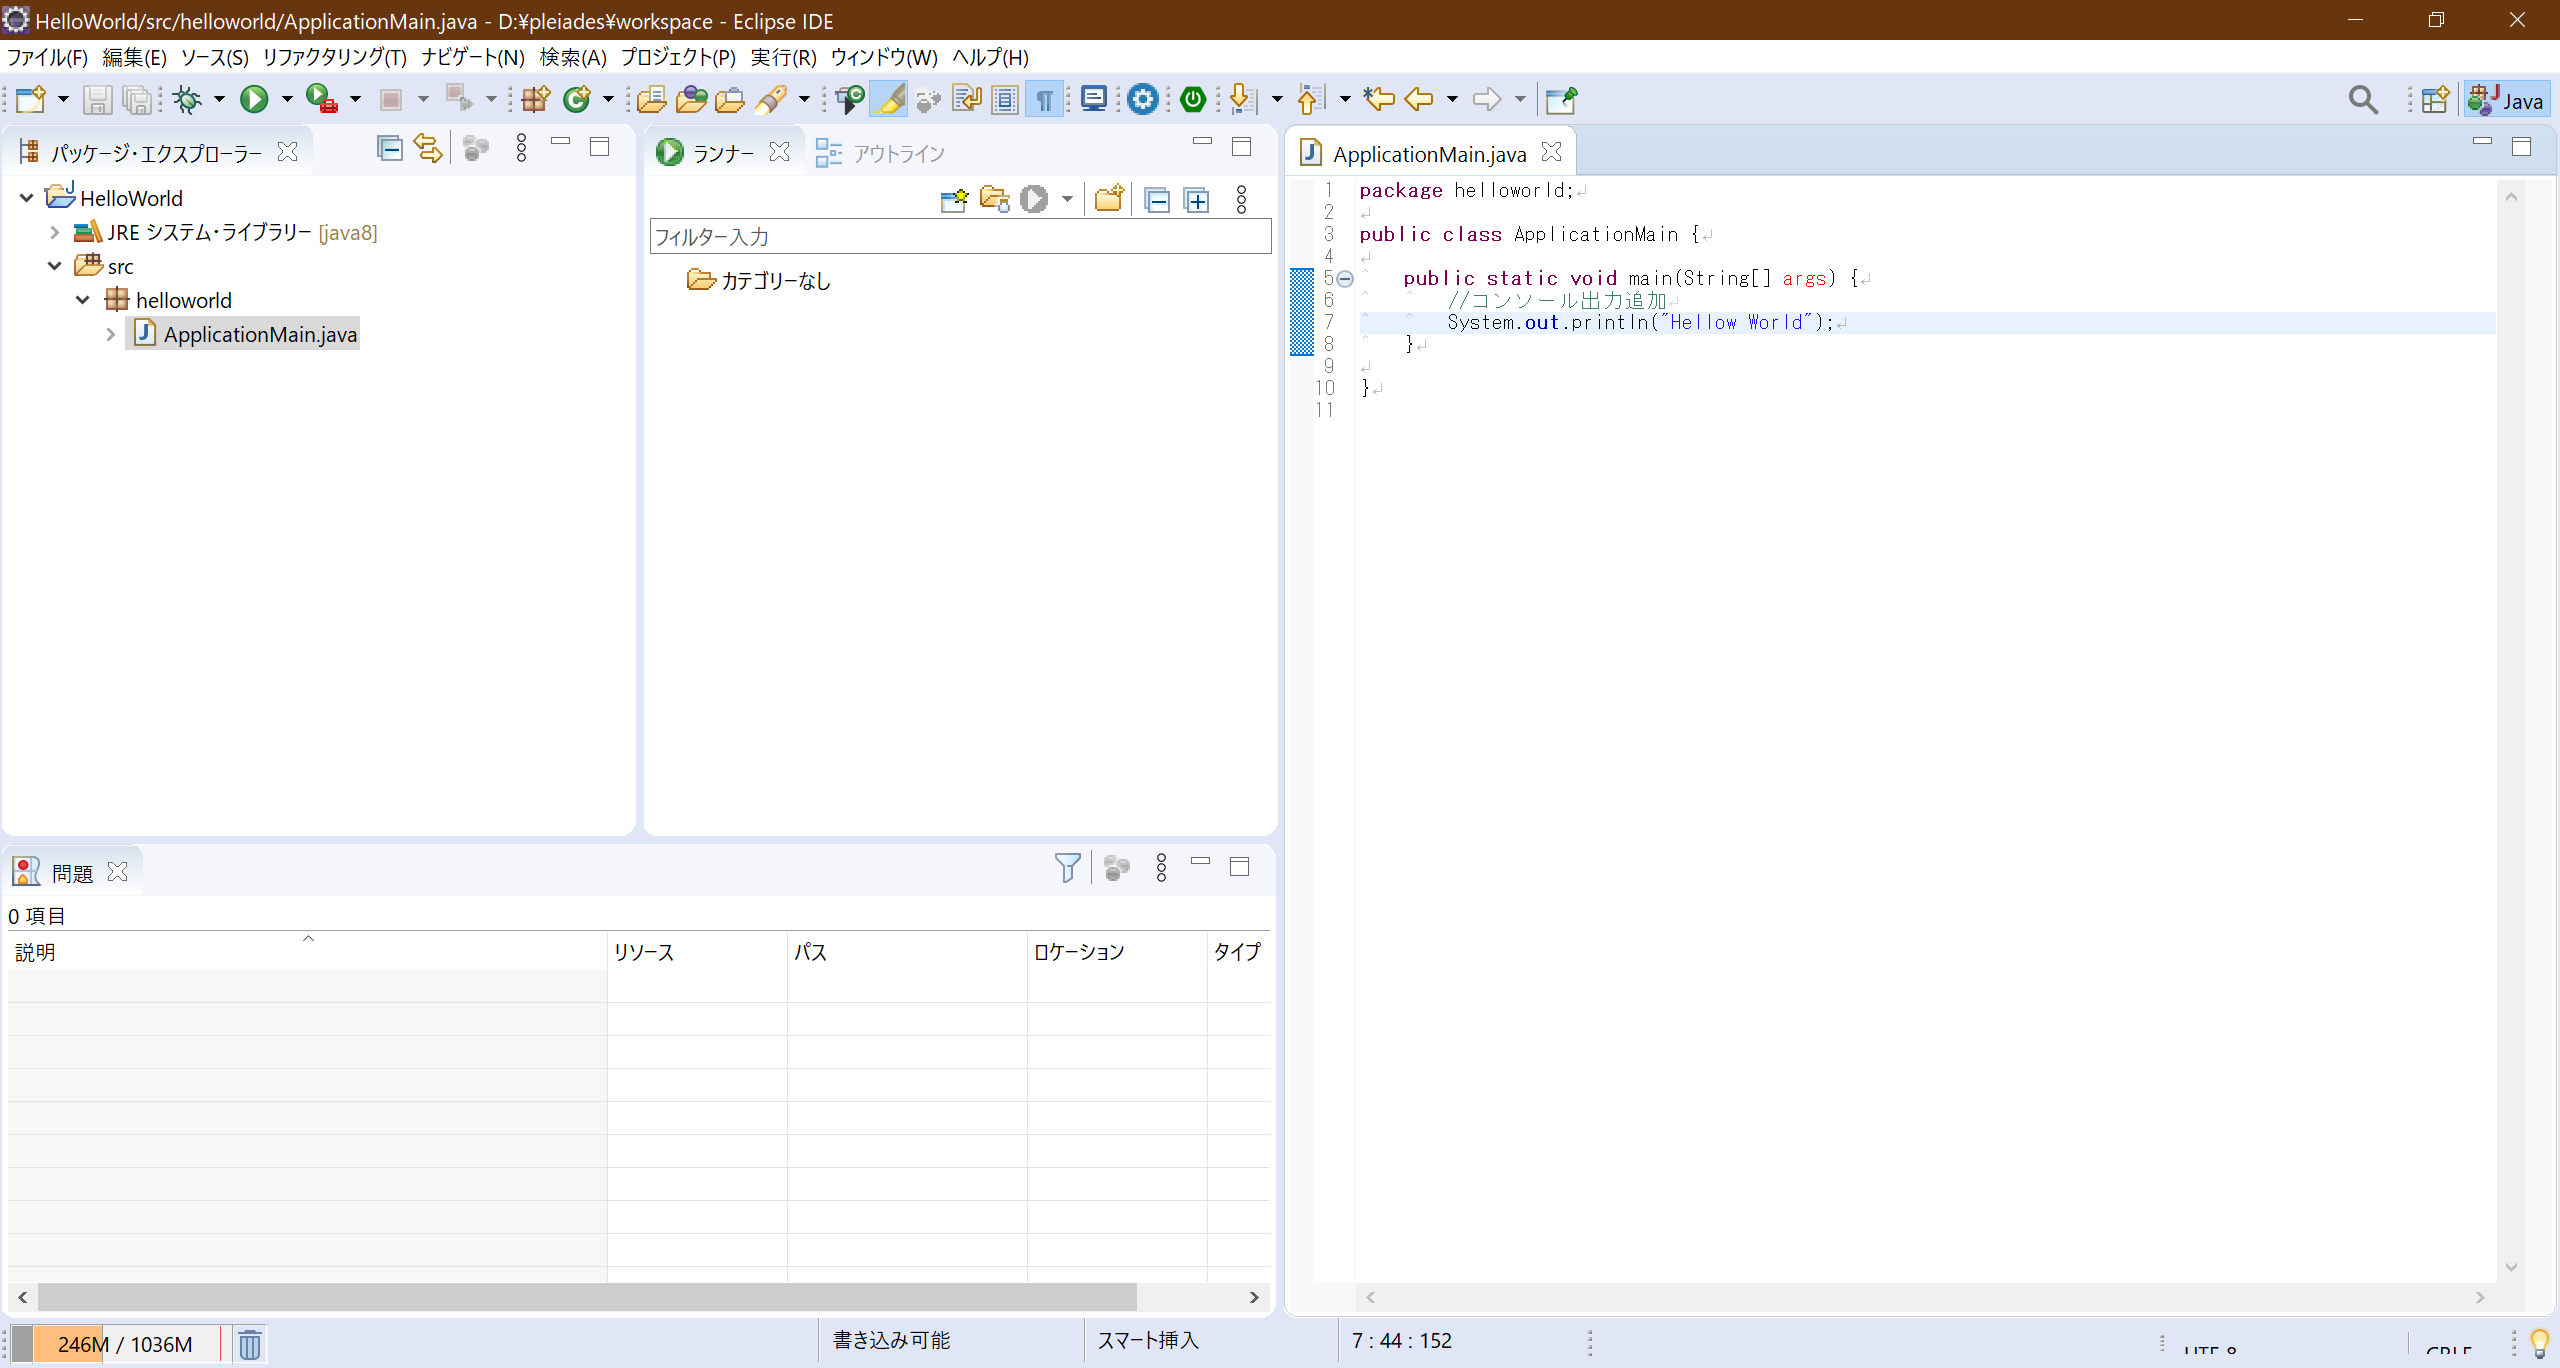 HelloWorld/src/helloworld/ApplicationMain.java - D:¥pleiades¥workspace - Eclipse IDE
ファイル(F) 編集(E) ソース(S) リファクタリング(T) ナビゲート(N) 検索(A) プロジェクト(P) 実行(R) ウィンドウ(W) ヘルプ(H)
Java
パッケージ・エクスプローラー
HelloWorld
JRE システム・ライブラリー [java8]
src
helloworld
ApplicationMain.java
ランナー アウトライン
フィルター入力
カテゴリーなし
ApplicationMain.java
1 package helloworld;
2
3 public class ApplicationMain {
4
5 public static void main(String[] args) {
6 //コンソール出力追加
7 System.out.println("Hellow World");
8 }
9
10 }
11
問題
0 項目
説明 リソース パス ロケーション タイプ
246M / 1036M 書き込み可能 スマート挿入 7 : 44 : 152 UTF-8 CRLF